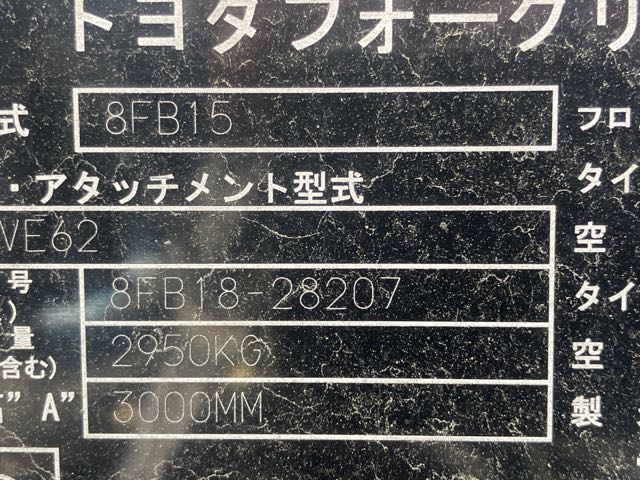 トヨタフォークリ
式 8FB15 フロ
・アタッチメント型式 タイ
VE62 空
号 8FB18-28207 タイ
)
量 2950KG 空
含む)
" A" 3000MM 製